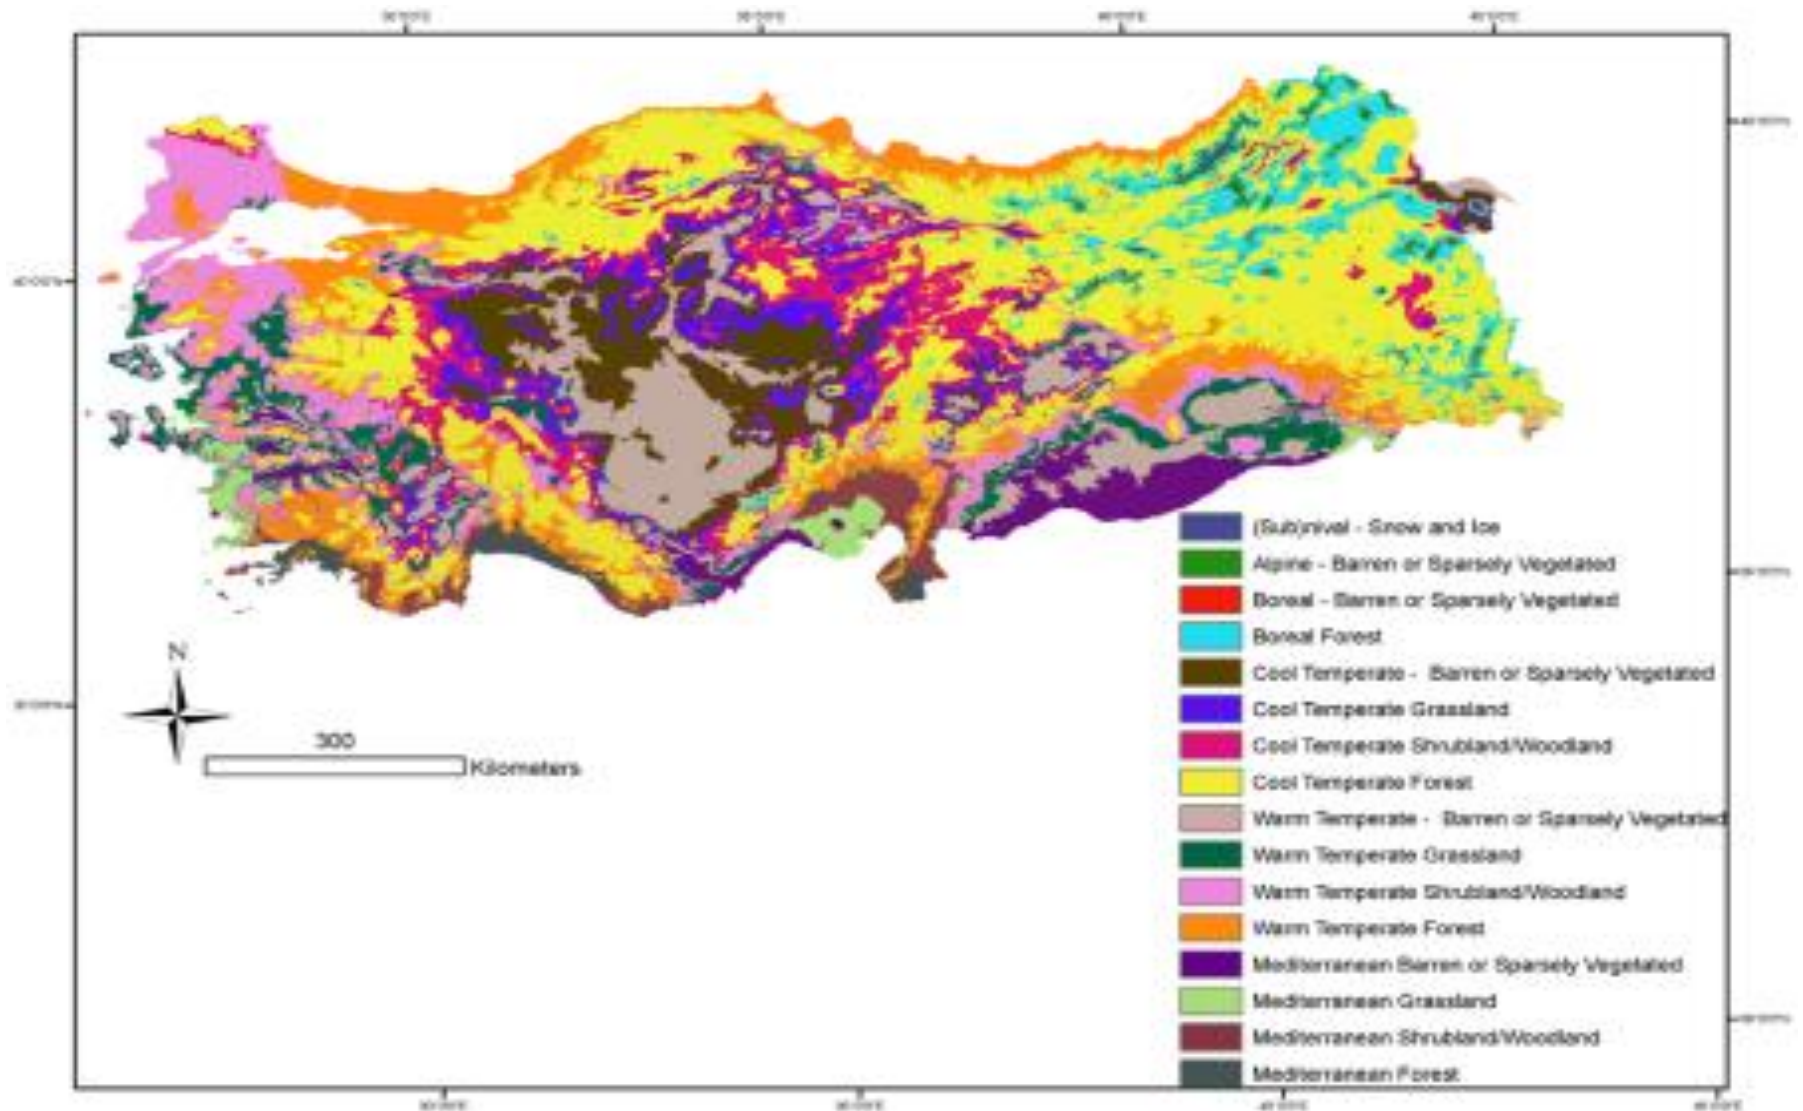 N
300
Kilometers
(Sub)nival - Snow and Ice
Alpine - Barren or Sparsely Vegetated
Boreal - Barren or Sparsely Vegetated
Boreal Forest
Cool Temperate - Barren or Sparsely Vegetated
Cool Temperate Grassland
Cool Temperate Shrubland/Woodland
Cool Temperate Forest
Warm Temperate - Barren or Sparsely Vegetated
Warm Temperate Grassland
Warm Temperate Shrubland/Woodland
Warm Temperate Forest
Mediterranean Barren or Sparsely Vegetated
Mediterranean Grassland
Mediterranean Shrubland/Woodland
Mediterranean Forest